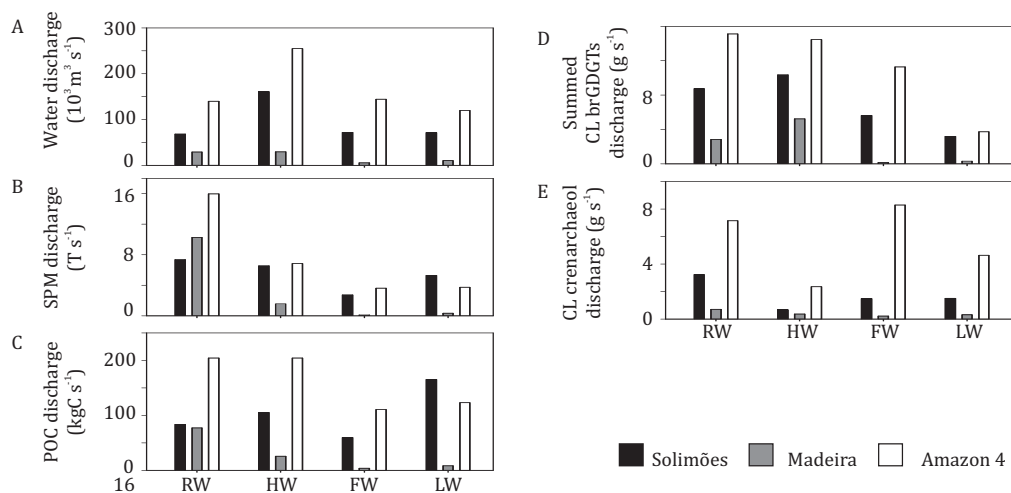 A
Water discharge
(10³ m³ s⁻¹)
300
200
100
0
B
SPM discharge
(T s⁻¹)
16
8
0
C
POC discharge
(kgC s⁻¹)
200
100
0
16
RW HW FW LW
D
Summed
CL brGDGTs
discharge (g s⁻¹)
8
0
E
CL crenarchaeol
discharge (g s⁻¹)
8
4
0
RW HW FW LW
Solimões Madeira Amazon 4